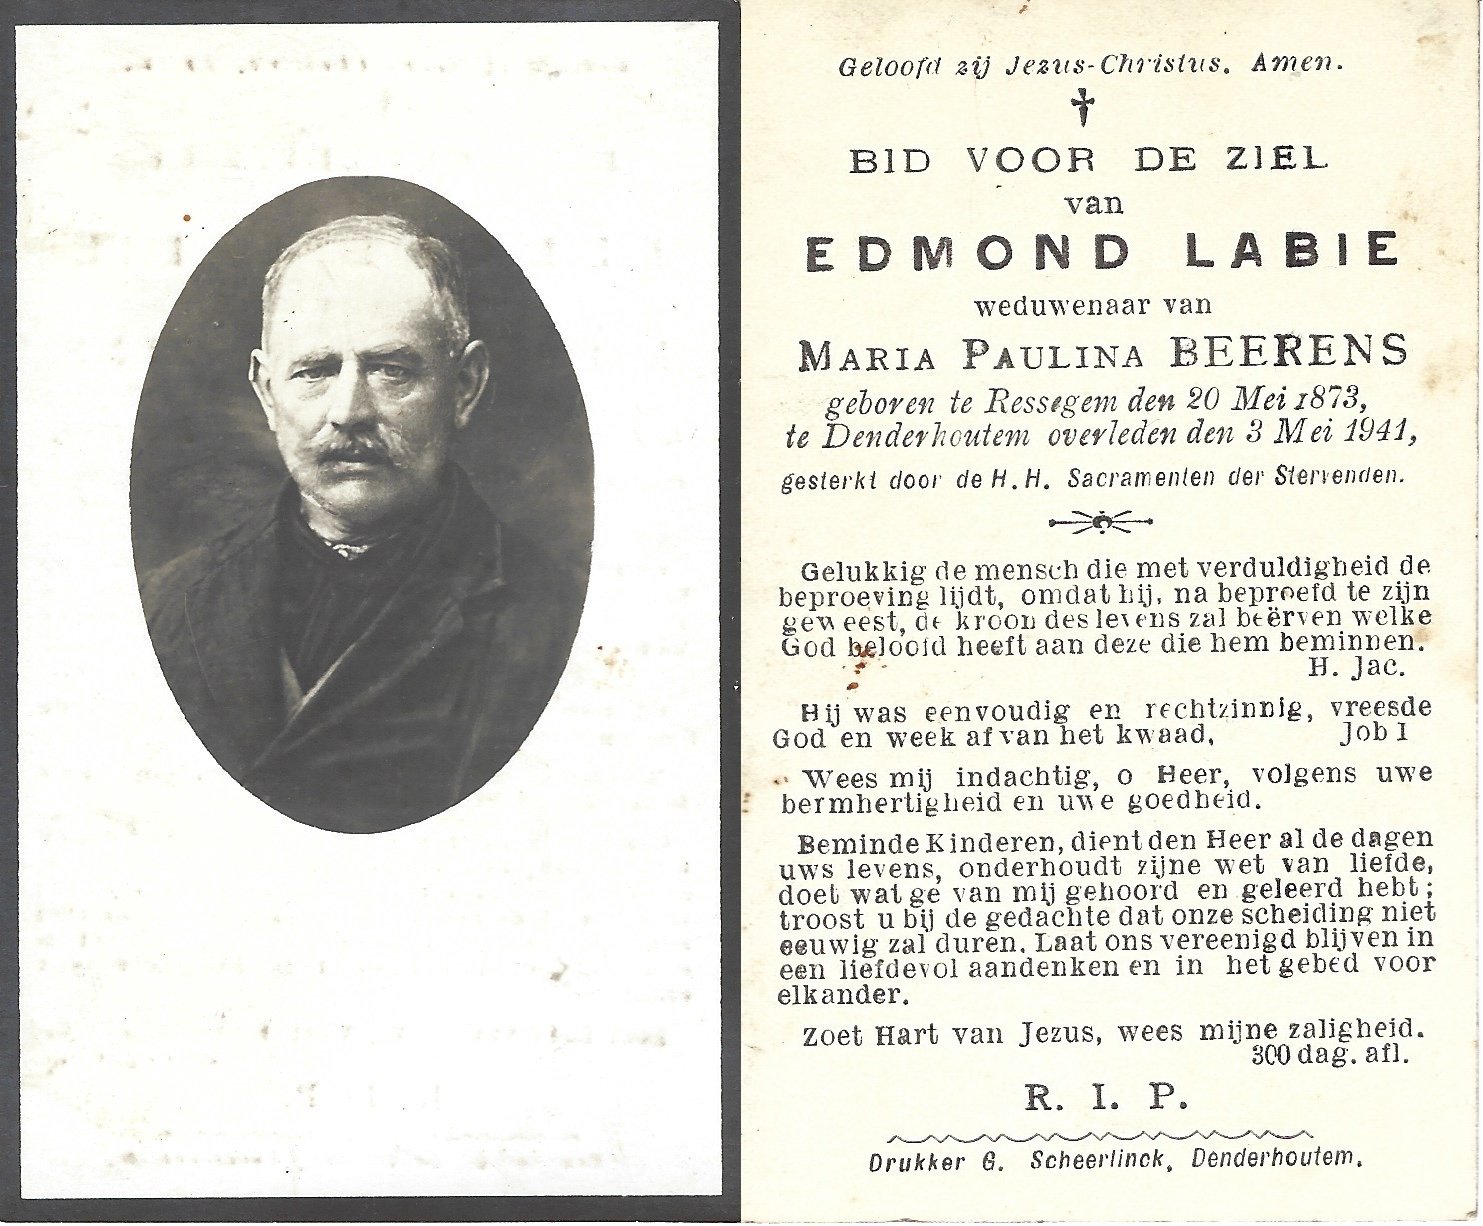 Geloofd zij Jezus-Christus. Amen.
BID VOOR DE ZIEL
van
EDMOND LABIE
weduwenaar van
MARIA PAULINA BEERENS
geboren te Ressegem den 20 Mei 1873,
te Denderhoutem overleden den 3 Mei 1941,
gesterkt door de H.H. Sacramenten der Stervenden.
Gelukkig de mensch die met verduldigheid de
beproeving lijdt, omdat hij, na beproefd te zijn
geweest, de kroon des levens zal beërven welke
God beloofd heeft aan deze die hem beminnen.
H. Jac.
Hij was eenvoudig en rechtzinnig, vreesde
God en week af van het kwaad. Job 1
Wees mij indachtig, o Heer, volgens uwe
bermhertigheid en uwe goedheid.
Beminde Kinderen, dient den Heer al de dagen
uws levens, onderhoudt zijne wet van liefde,
doet wat ge van mij gehoord en geleerd hebt;
troost u bij de gedachte dat onze scheiding niet
eeuwig zal duren. Laat ons vereenigd blijven in
een liefdevol aandenken en in het gebed voor
elkander.
Zoet Hart van Jezus, wees mijne zaligheid.
300 dag. afl.
R. I. P.
Drukker G. Scheerlinck, Denderhoutem.